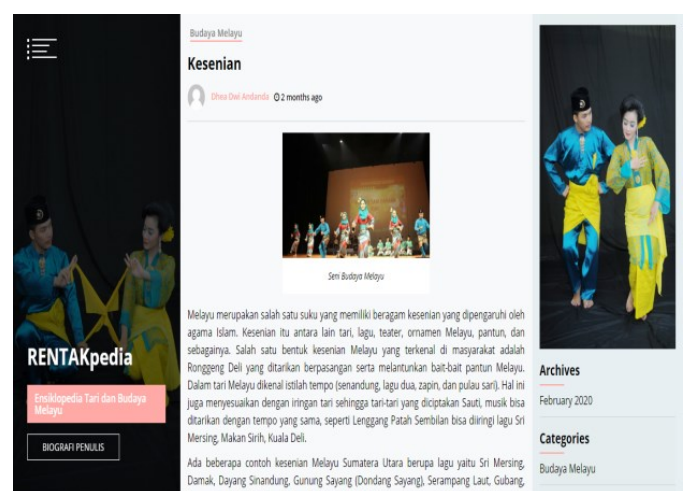 RENTAKpedia
Ensiklopedia Tari dan Budaya
Melayu
BIOGRAFI PENULIS
Budaya Melayu
Kesenian
Dhea Dwi Andanda 2 months ago
Seni Budaya Melayu
Melayu merupakan salah satu suku yang memiliki beragam kesenian yang dipengaruhi oleh
agama Islam. Kesenian itu antara lain tari, lagu, teater, ornamen Melayu, pantun, dan
sebagainya. Salah satu bentuk kesenian Melayu yang terkenal di masyarakat adalah
Ronggeng Deli yang ditarikan berpasangan serta melantunkan bait-bait pantun Melayu.
Dalam tari Melayu dikenal istilah tempo (senandung, lagu dua, zapin, dan pulau sari). Hal ini
juga menyesuaikan dengan iringan tari sehingga tari-tari yang diciptakan Sauti, musik bisa
ditarikan dengan tempo yang sama, seperti Lenggang Patah Sembilan bisa diiringi lagu Sri
Mersing, Makan Sirih, Kuala Deli.
Ada beberapa contoh kesenian Melayu Sumatera Utara berupa lagu yaitu Sri Mersing,
Damak, Dayang Sinandung, Gunung Sayang (Dondang Sayang), Serampang Laut, Gubang,
Archives
February 2020
Categories
Budaya Melayu